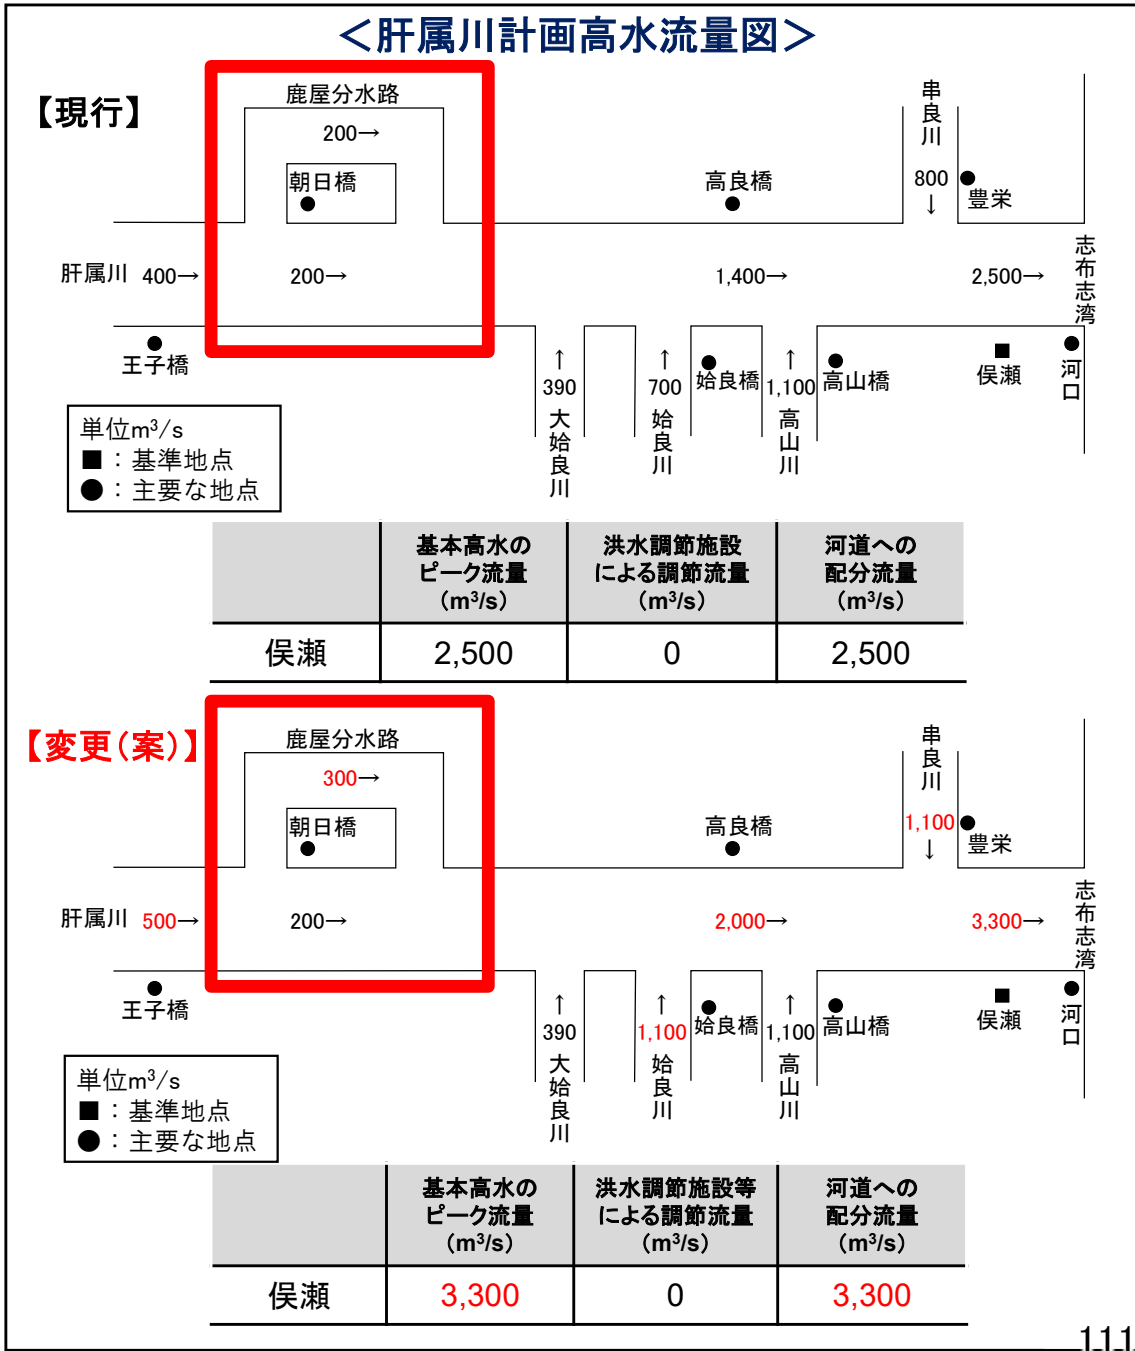 ＜肝属川計画高水流量図＞
【現行】
鹿屋分水路
200→
朝日橋
高良橋
串良川
800
↓
豊栄
肝属川 400→
200→
1,400→
2,500→
志布志湾
王子橋
↑
390
大姶良川
↑
700
姶良川
姶良橋
↑
1,100
高山川
高山橋
俣瀬
河口
単位m³/s
■：基準地点
●：主要な地点
基本高水の
ピーク流量
（m³/s）
洪水調節施設
による調節流量
（m³/s）
河道への
配分流量
（m³/s）
俣瀬 2,500 0 2,500
【変更（案）】
鹿屋分水路
300→
朝日橋
高良橋
串良川
1,100
↓
豊栄
肝属川 500→
200→
2,000→
3,300→
志布志湾
王子橋
↑
390
大姶良川
↑
1,100
姶良川
姶良橋
↑
1,100
高山川
高山橋
俣瀬
河口
単位m³/s
■：基準地点
●：主要な地点
基本高水の
ピーク流量
（m³/s）
洪水調節施設等
による調節流量
（m³/s）
河道への
配分流量
（m³/s）
俣瀬 3,300 0 3,300
111